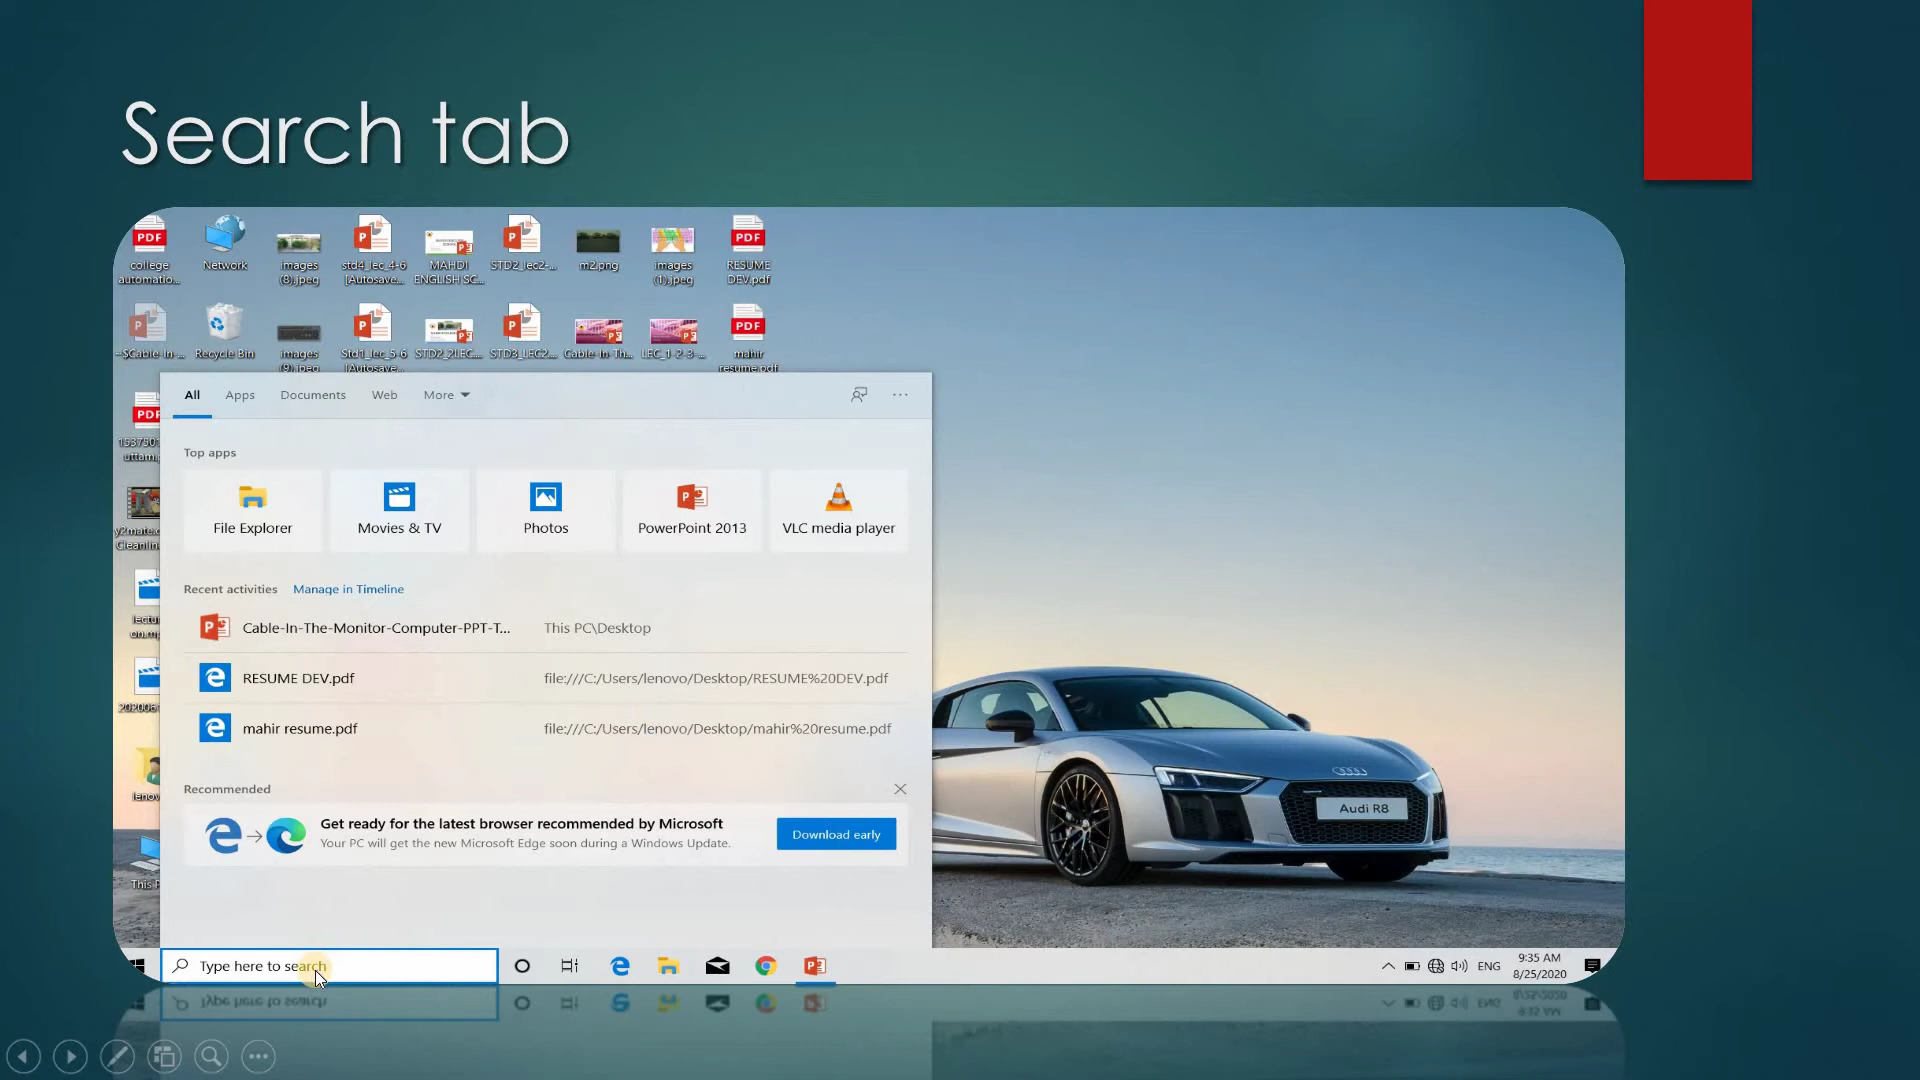 Search tab
college automatio...
Network
images (8).jpeg
std4_lec_4-6 [Autosave...
MAHDI ENGLISH SC...
STD2_lec2-...
m2.png
images (1).jpeg
RESUME DEV.pdf
~$Cable-In-...
Recycle Bin
images (9).jpeg
Std1_lec_5-6 [Autosave...
STD2_2LEC...
STD3_LEC2...
Cable-In-Th...
LEC_1-2-3-...
mahir resume.pdf
All Apps Documents Web More
Top apps
File Explorer Movies & TV Photos PowerPoint 2013 VLC media player
Recent activities Manage in Timeline
Cable-In-The-Monitor-Computer-PPT-T... This PC\Desktop
RESUME DEV.pdf file:///C:/Users/lenovo/Desktop/RESUME%20DEV.pdf
mahir resume.pdf file:///C:/Users/lenovo/Desktop/mahir%20resume.pdf
Recommended
Get ready for the latest browser recommended by Microsoft
Your PC will get the new Microsoft Edge soon during a Windows Update.
Download early
Audi R8
Type here to search
ENG
9:35 AM
8/25/2020